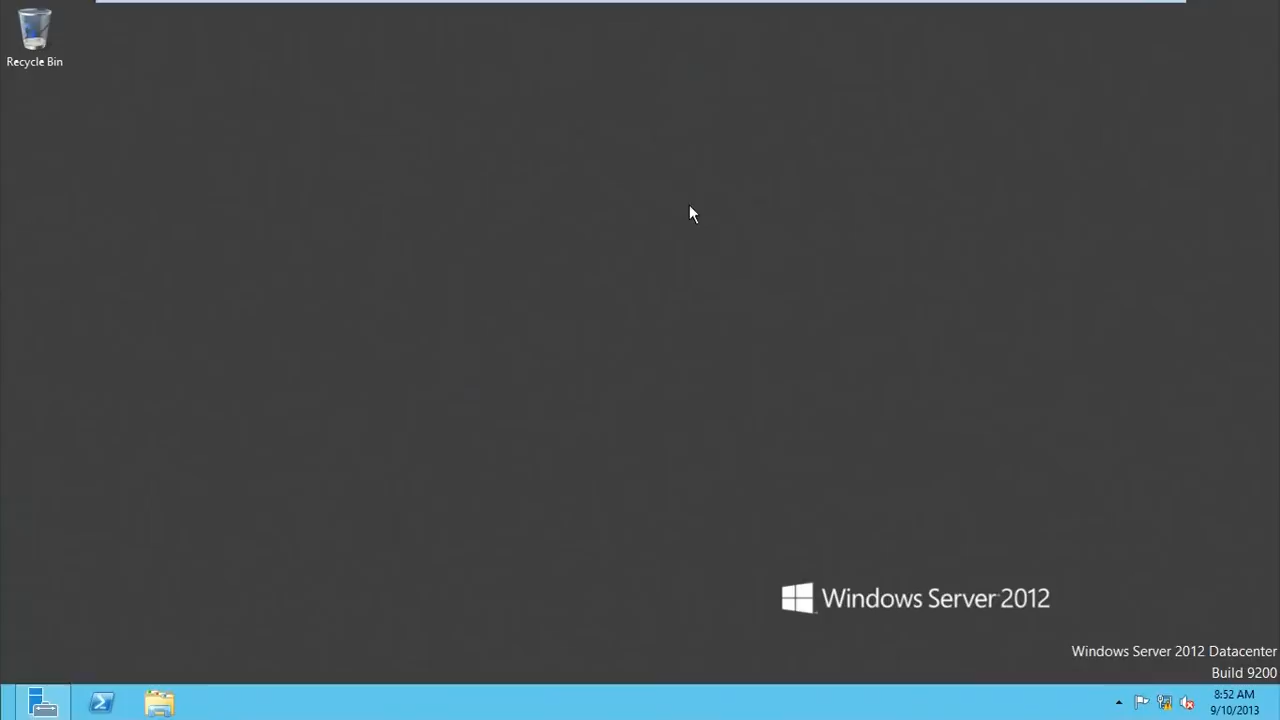 Recycle Bin
Windows Server 2012
Windows Server 2012 Datacenter
Build 9200
8:52 AM
9/10/2013